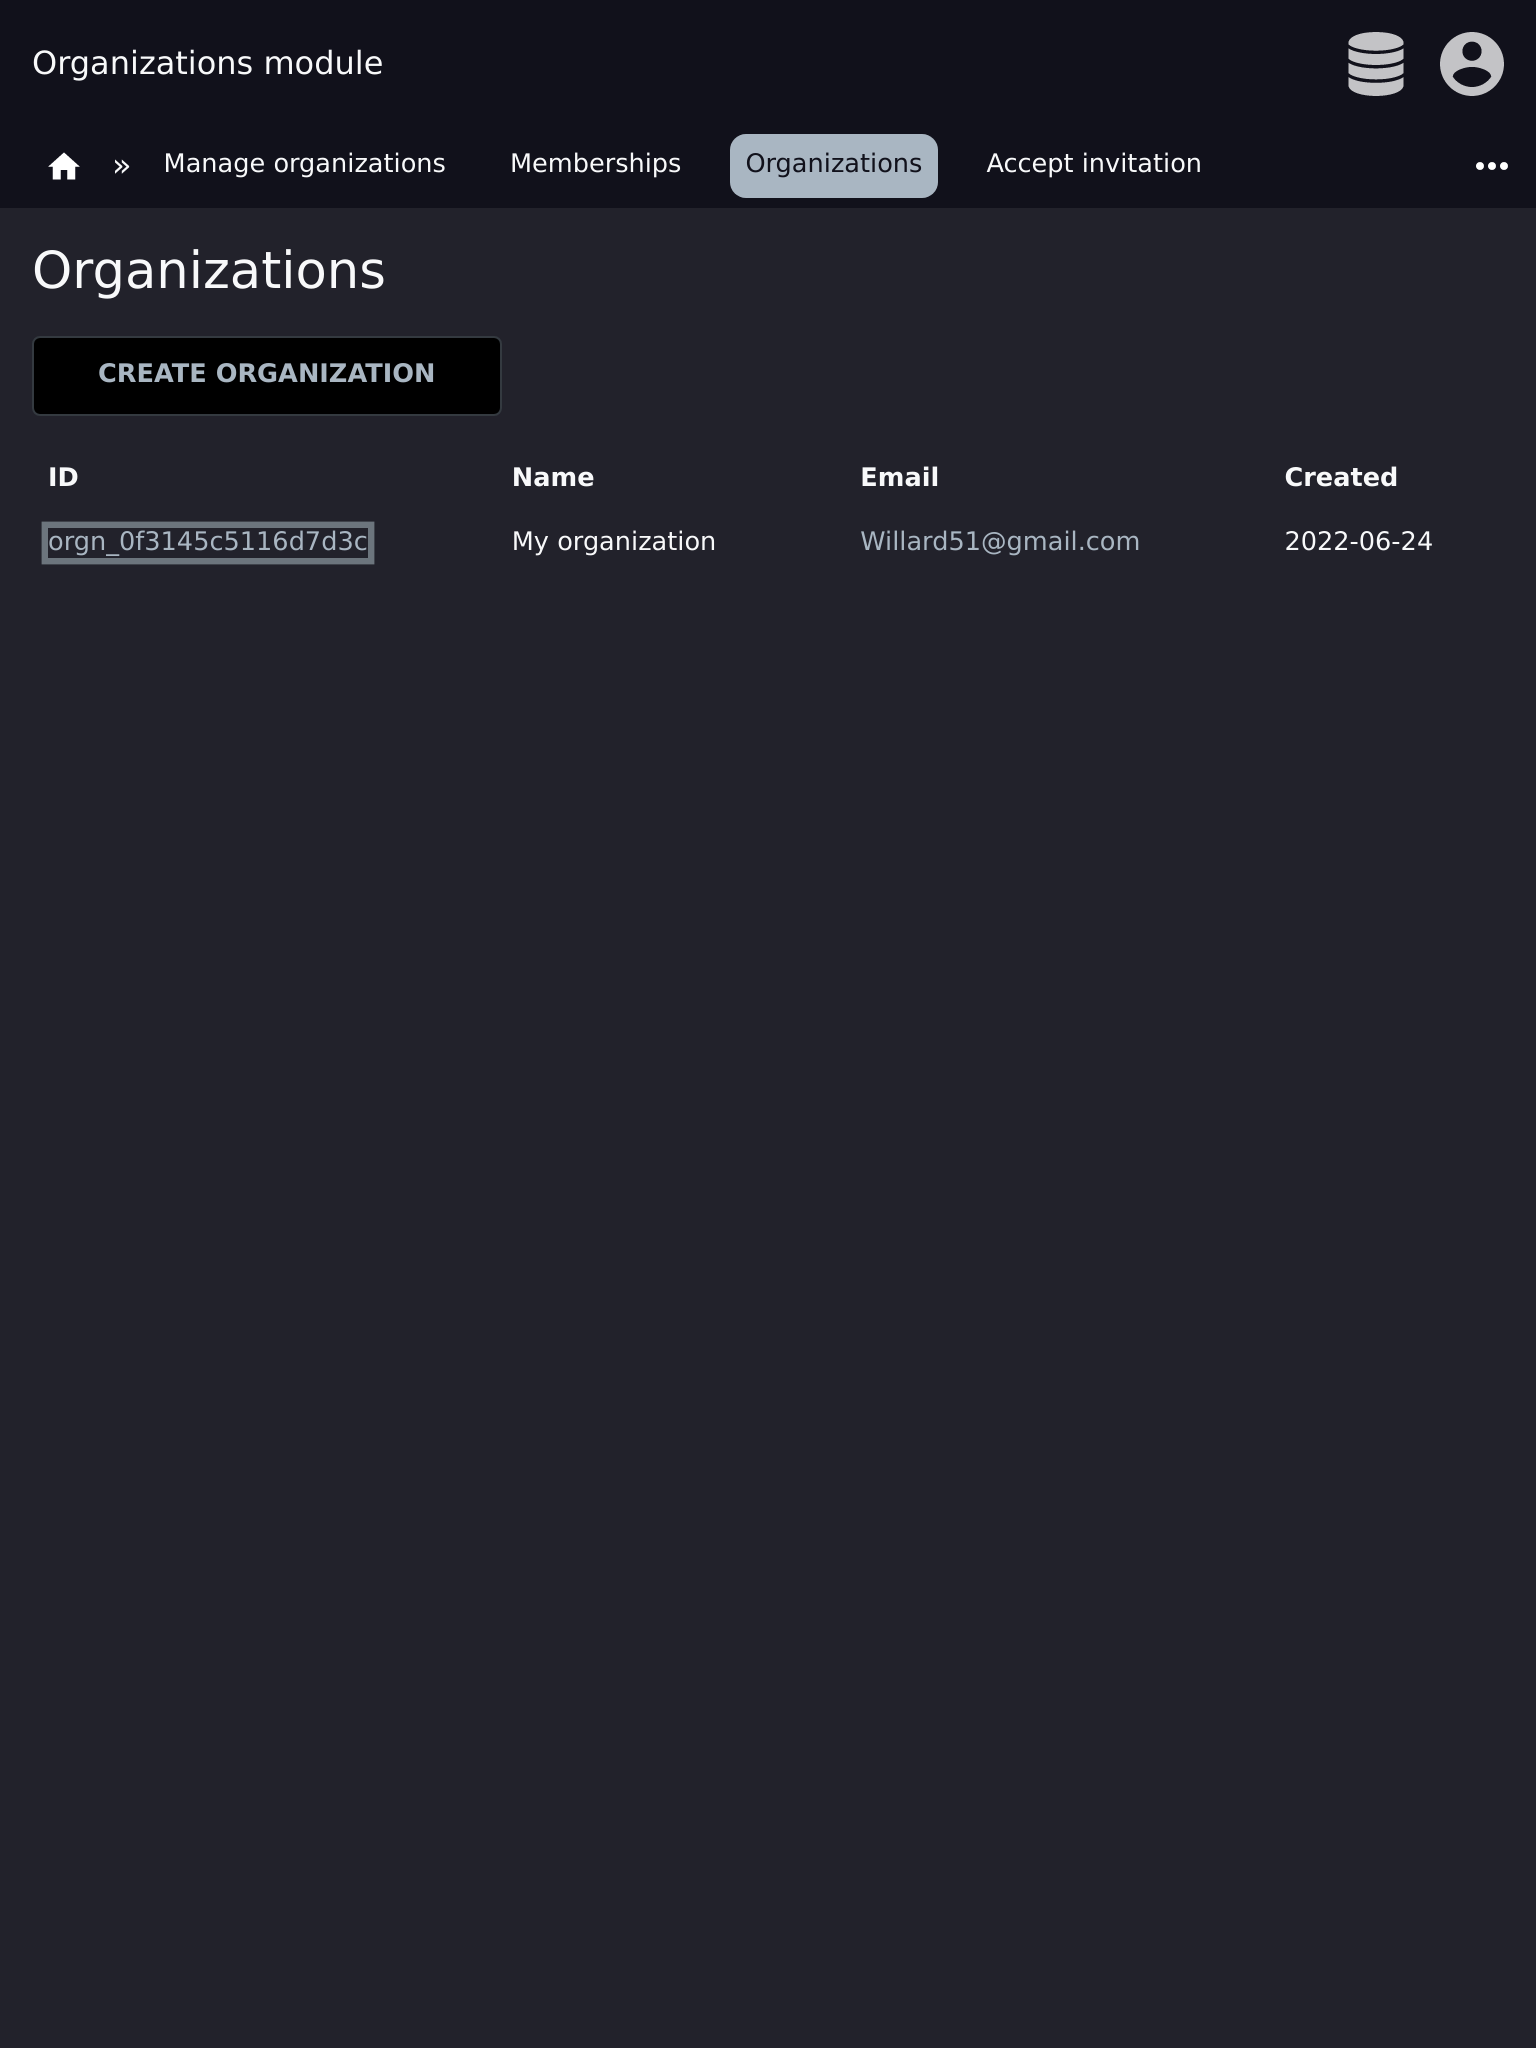 Organizations module
» Manage organizations Memberships Organizations Accept invitation
Organizations
CREATE ORGANIZATION
ID Name Email Created
orgn_0f3145c5116d7d3c My organization Willard51@gmail.com 2022-06-24